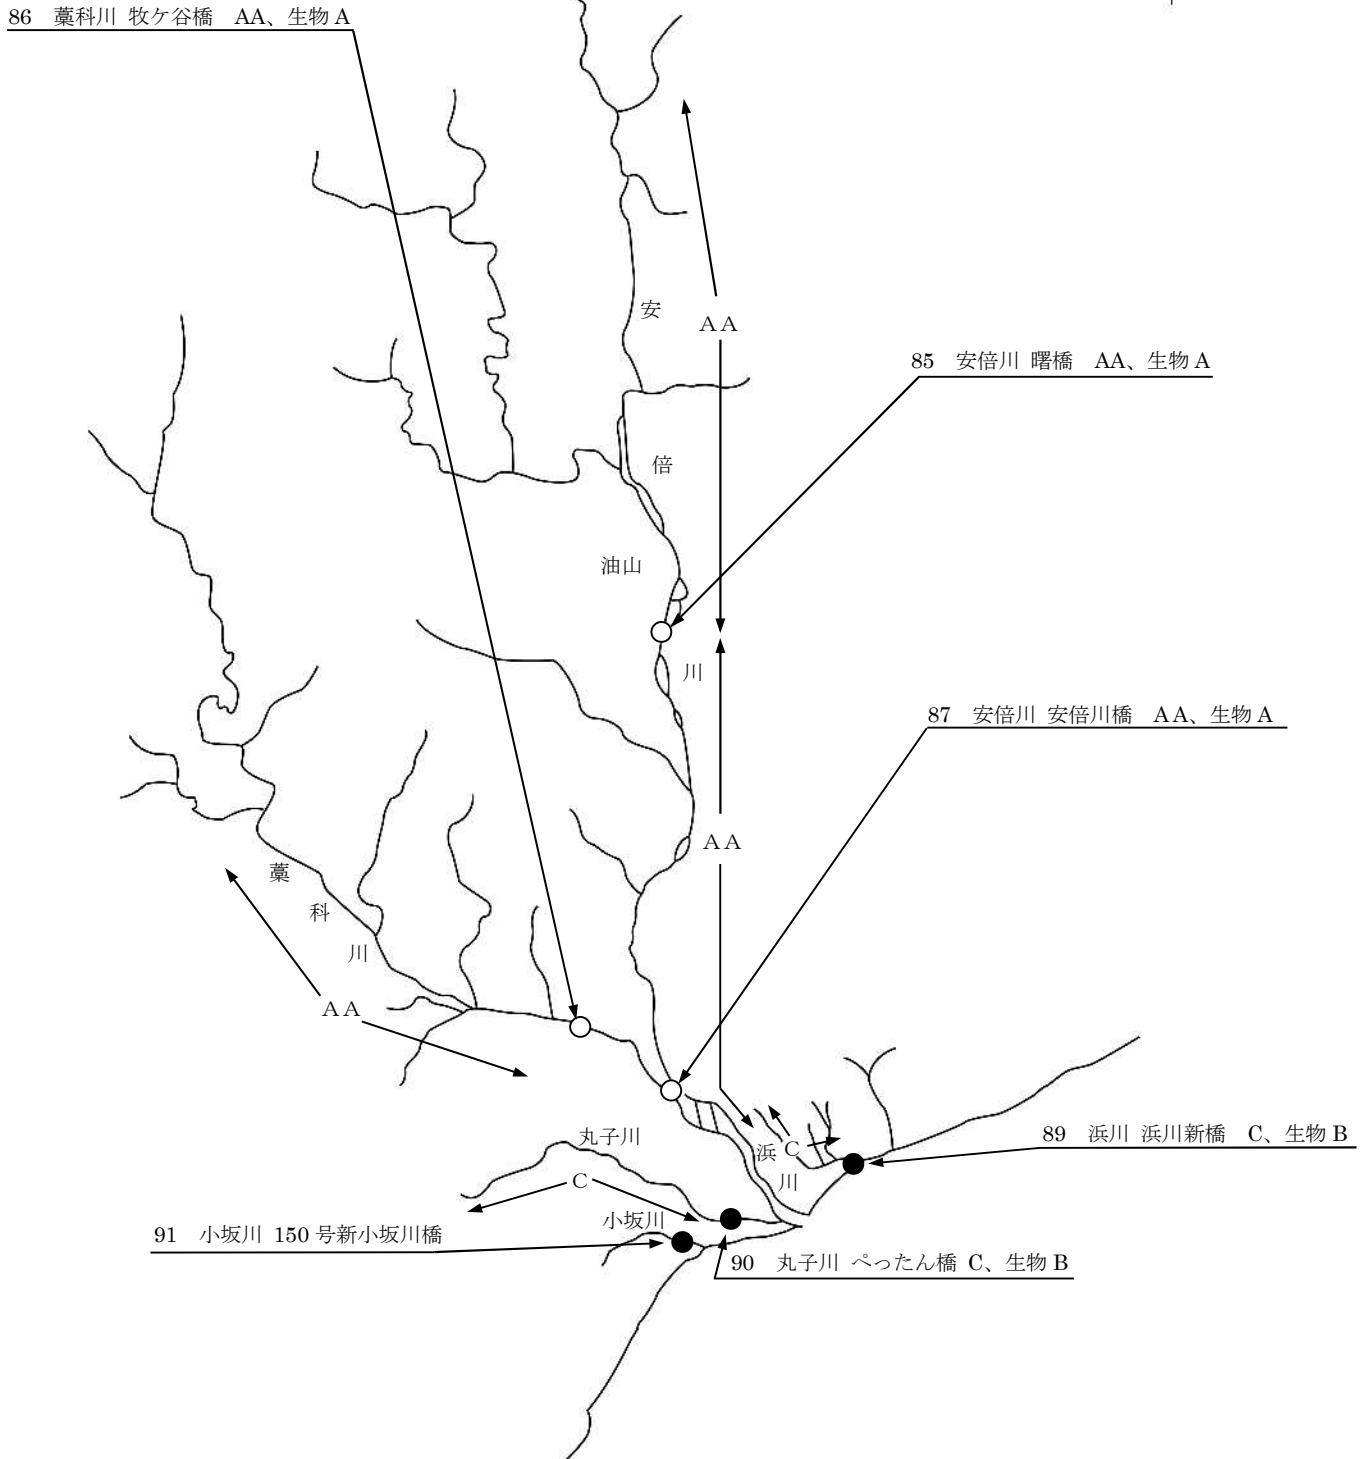 86 藁科川 牧ケ谷橋 AA、生物 A
安
AA
85 安倍川 曙橋 AA、生物 A
倍
油山
川
87 安倍川 安倍川橋 AA、生物 A
AA
藁
科
川
AA
丸子川
浜 C
89 浜川 浜川新橋 C、生物 B
川
C
小坂川
91 小坂川 150 号新小坂川橋
90 丸子川 ぺったん橋 C、生物 B